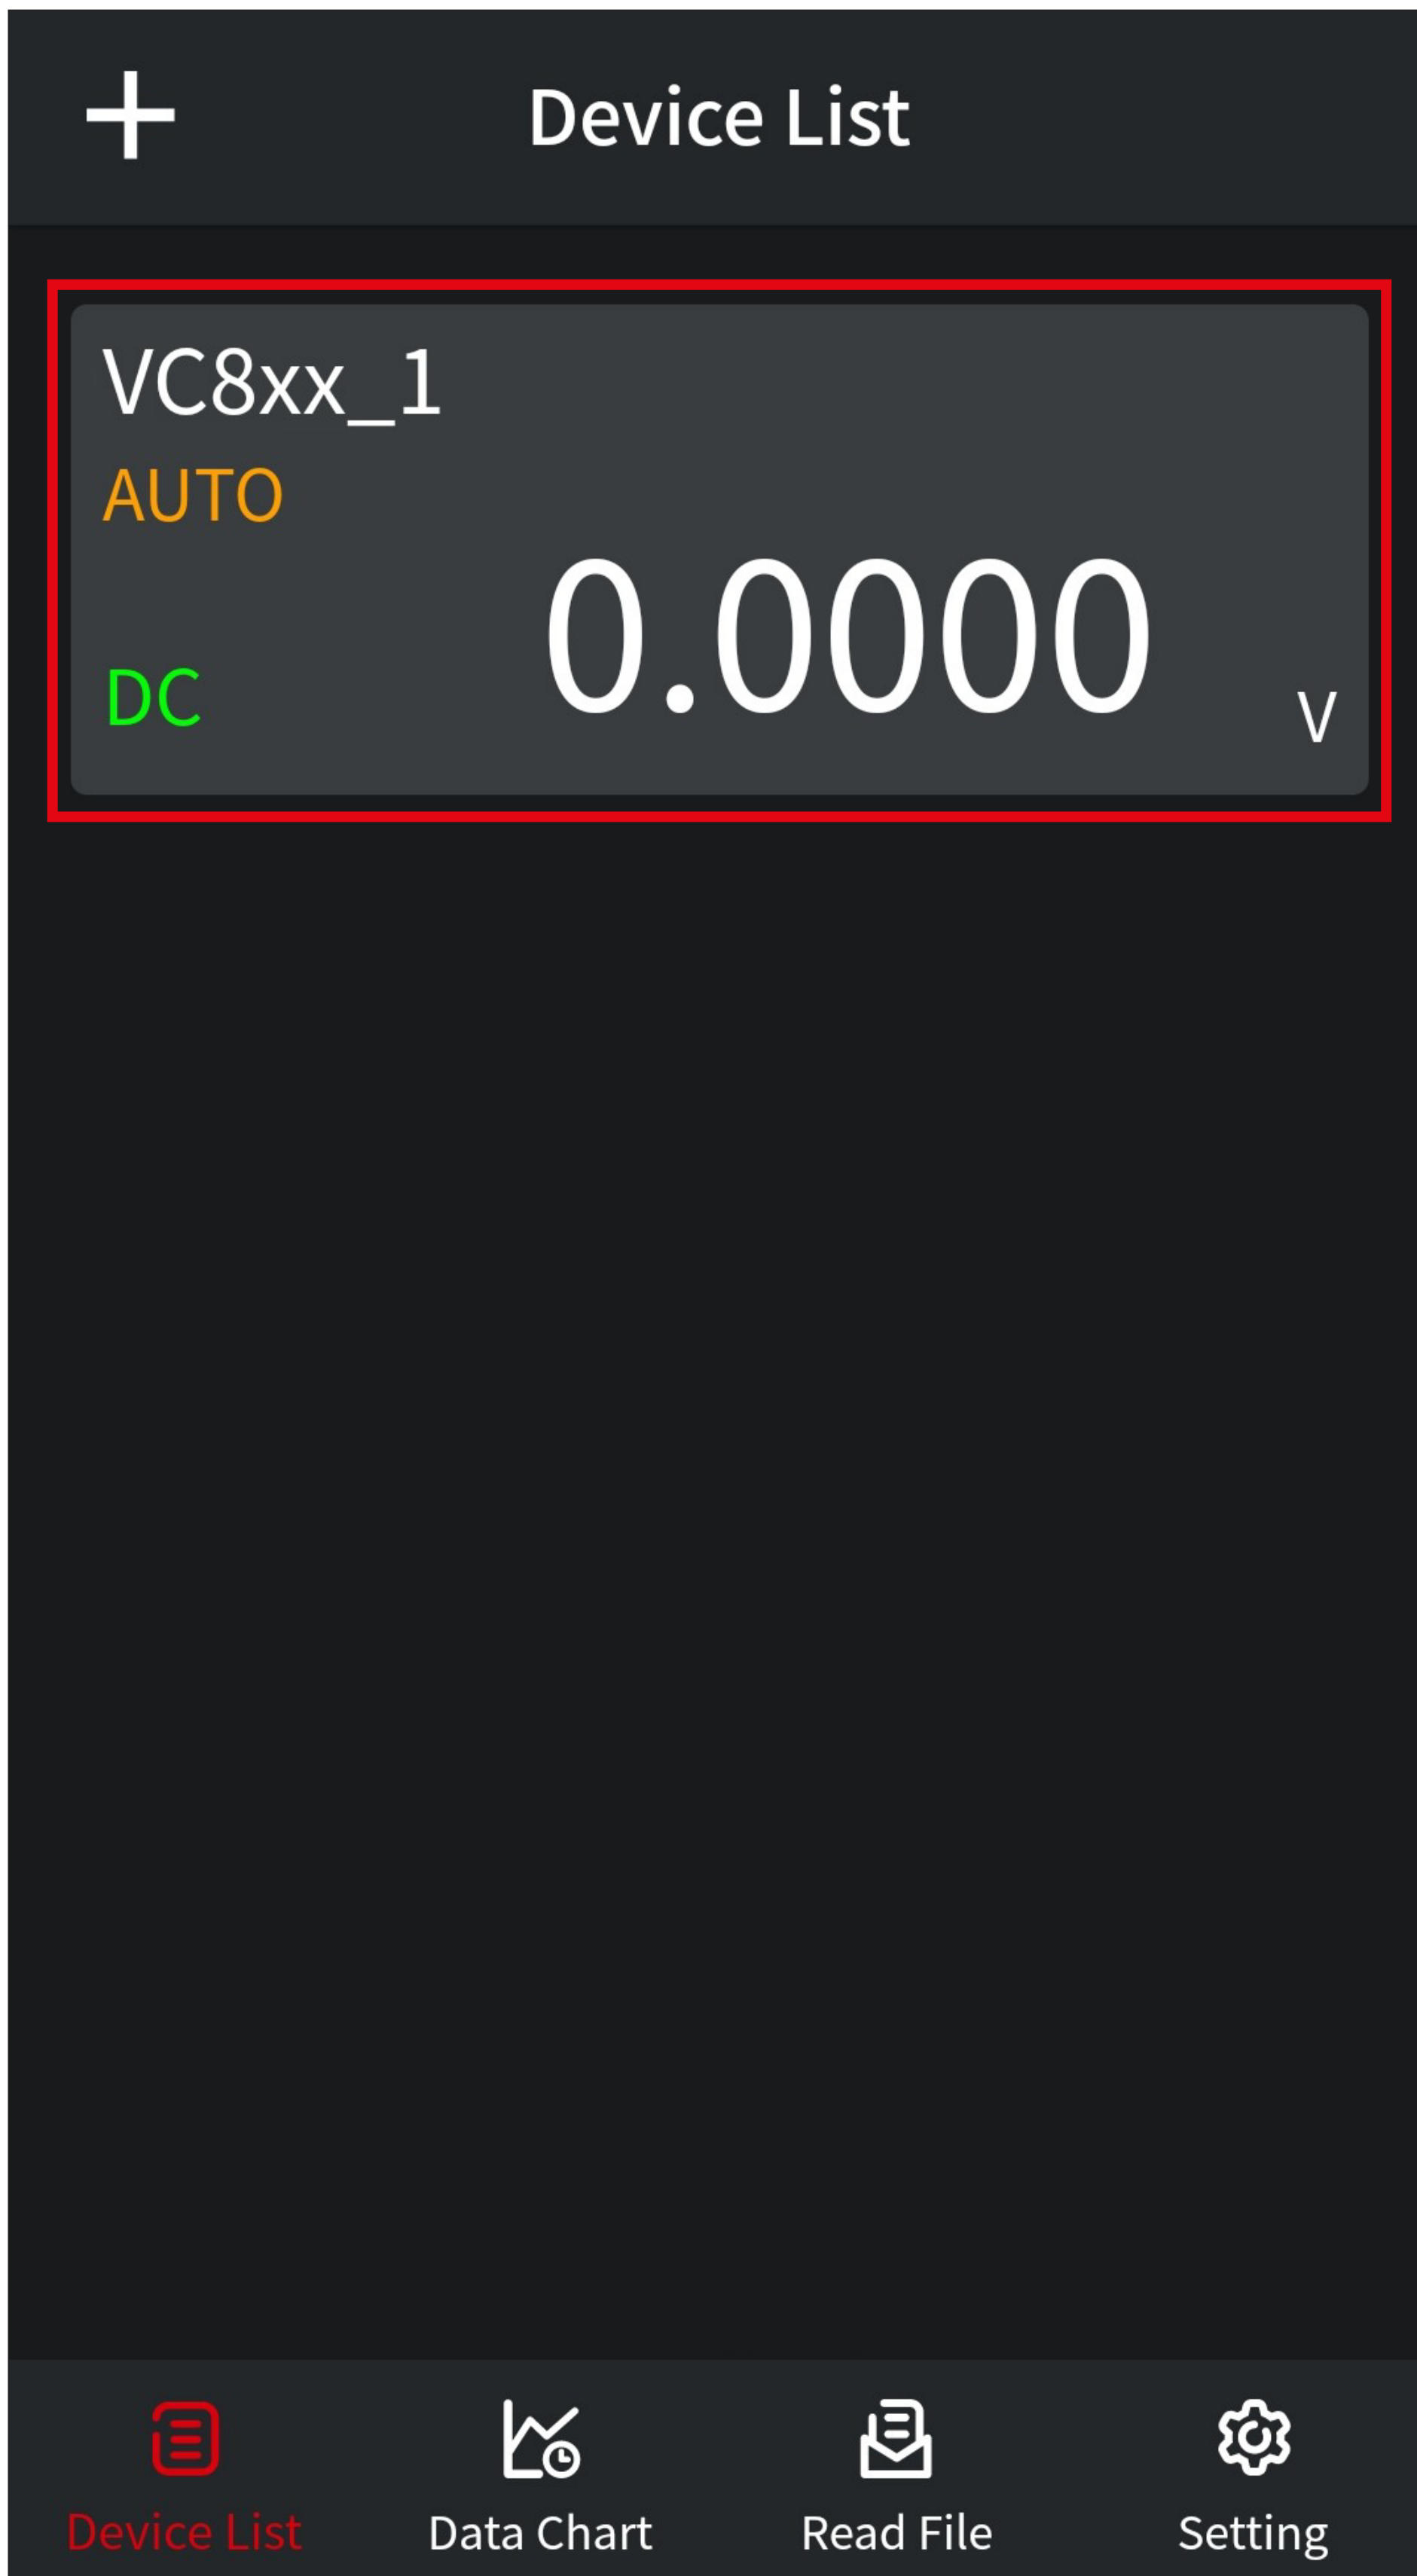 Device List
VC8xx_1
AUTO
0.0000
DC
V
Device List
Data Chart
Read File
Setting